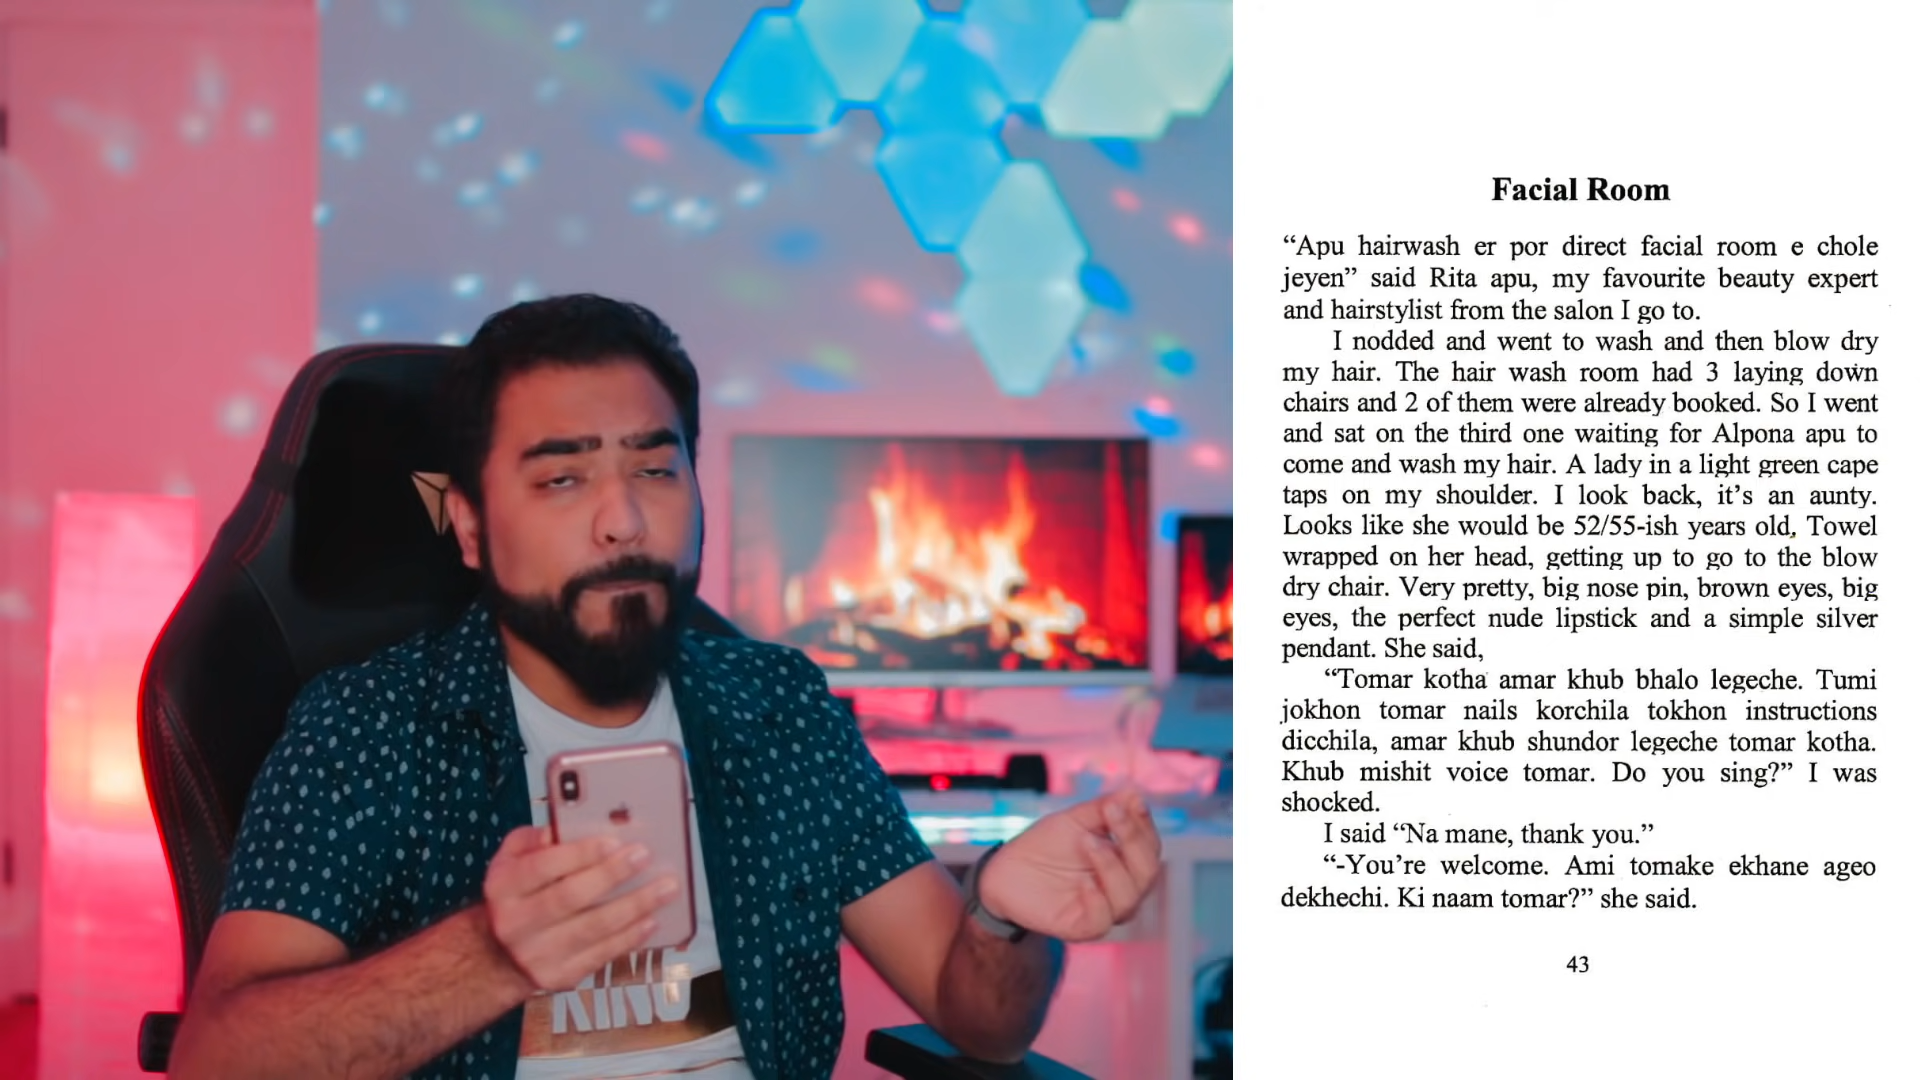 KING
Facial Room
“Apu hairwash er por direct facial room e chole
jeyen” said Rita apu, my favourite beauty expert
and hairstylist from the salon I go to.
I nodded and went to wash and then blow dry
my hair. The hair wash room had 3 laying down
chairs and 2 of them were already booked. So I went
and sat on the third one waiting for Alpona apu to
come and wash my hair. A lady in a light green cape
taps on my shoulder. I look back, it’s an aunty.
Looks like she would be 52/55-ish years old, Towel
wrapped on her head, getting up to go to the blow
dry chair. Very pretty, big nose pin, brown eyes, big
eyes, the perfect nude lipstick and a simple silver
pendant. She said,
“Tomar kotha amar khub bhalo legeche. Tumi
jokhon tomar nails korchila tokhon instructions
dicchila, amar khub shundor legeche tomar kotha.
Khub mishit voice tomar. Do you sing?” I was
shocked.
I said “Na mane, thank you.”
“-You’re welcome. Ami tomake ekhane ageo
dekhechi. Ki naam tomar?” she said.
43